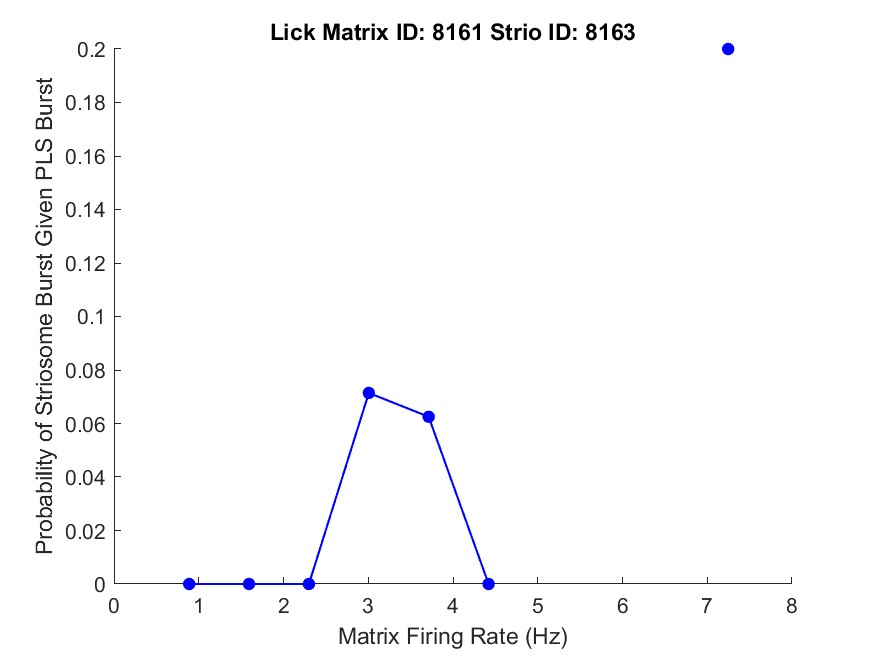 Lick Matrix ID: 8161 Strio ID: 8163
Probability of Striosome Burst Given PLS Burst
0.2
0.18
0.16
0.14
0.12
0.1
0.08
0.06
0.04
0.02
0
0 1 2 3 4 5 6 7 8
Matrix Firing Rate (Hz)